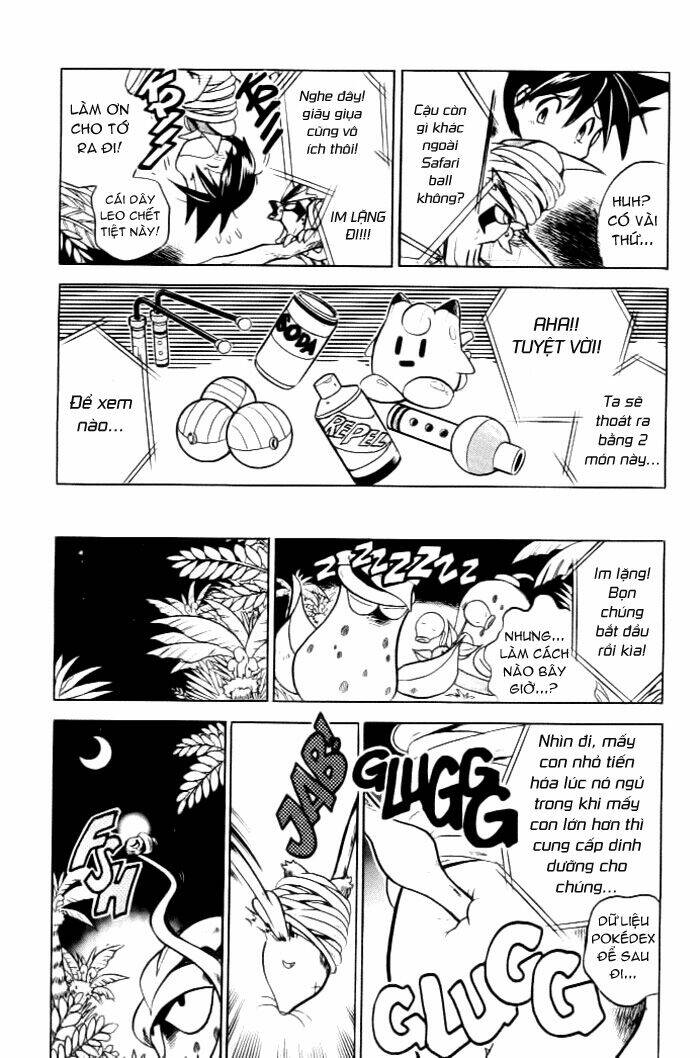 LÀM ƠN
CHO TỚ
RA ĐI!
CÁI DÂY
LEO CHẾT
TIỆT NÀY!
Nghe đây!
giãy giụa
cũng vô
ích thôi!
IM LẶNG
ĐI!!!
Cậu còn
gì khác
ngoài
Safari
ball
không?
HUH?
CÓ VÀI
THỨ...
Để xem
nào...
SODA
REPEL
AHA!!
TUYỆT VỜI!!
Ta sẽ
thoát ra
bằng 2
món này...
ZZZZZZZ
NHƯNG...
LÀM CÁCH
NÀO BÂY
GIỜ...?
Im lặng!
Bọn
chúng
bắt đầu
rồi kìa!
FSH
JAB!
GLUGGG
Nhìn đi, mấy
con nhỏ tiến
hóa lúc nó ngủ
trong khi mấy
con lớn hơn thì
cung cấp dinh
dưỡng cho
chúng...
DỮ LIỆU
POKÉDEX
ĐỂ SAU
ĐI...
GLUGG